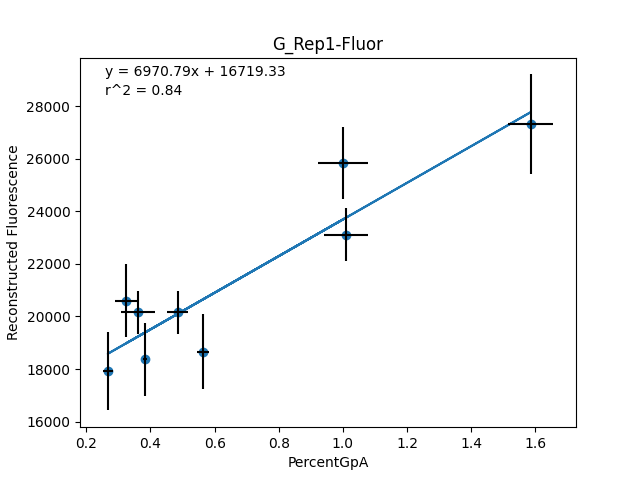 G_Rep1-Fluor
y = 6970.79x + 16719.33
r^2 = 0.84
Reconstructed Fluorescence
28000
26000
24000
22000
20000
18000
16000
0.2 0.4 0.6 0.8 1.0 1.2 1.4 1.6
PercentGpA